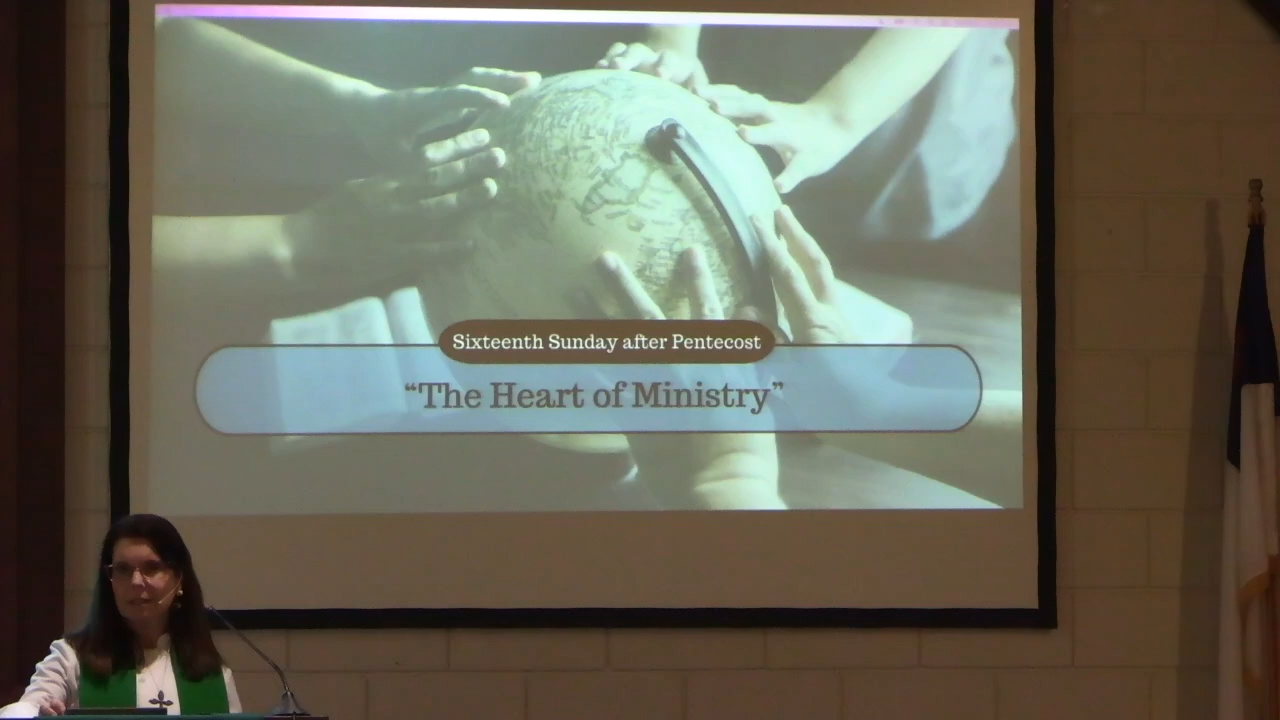 Sixteenth Sunday after Pentecost
“The Heart of Ministry”